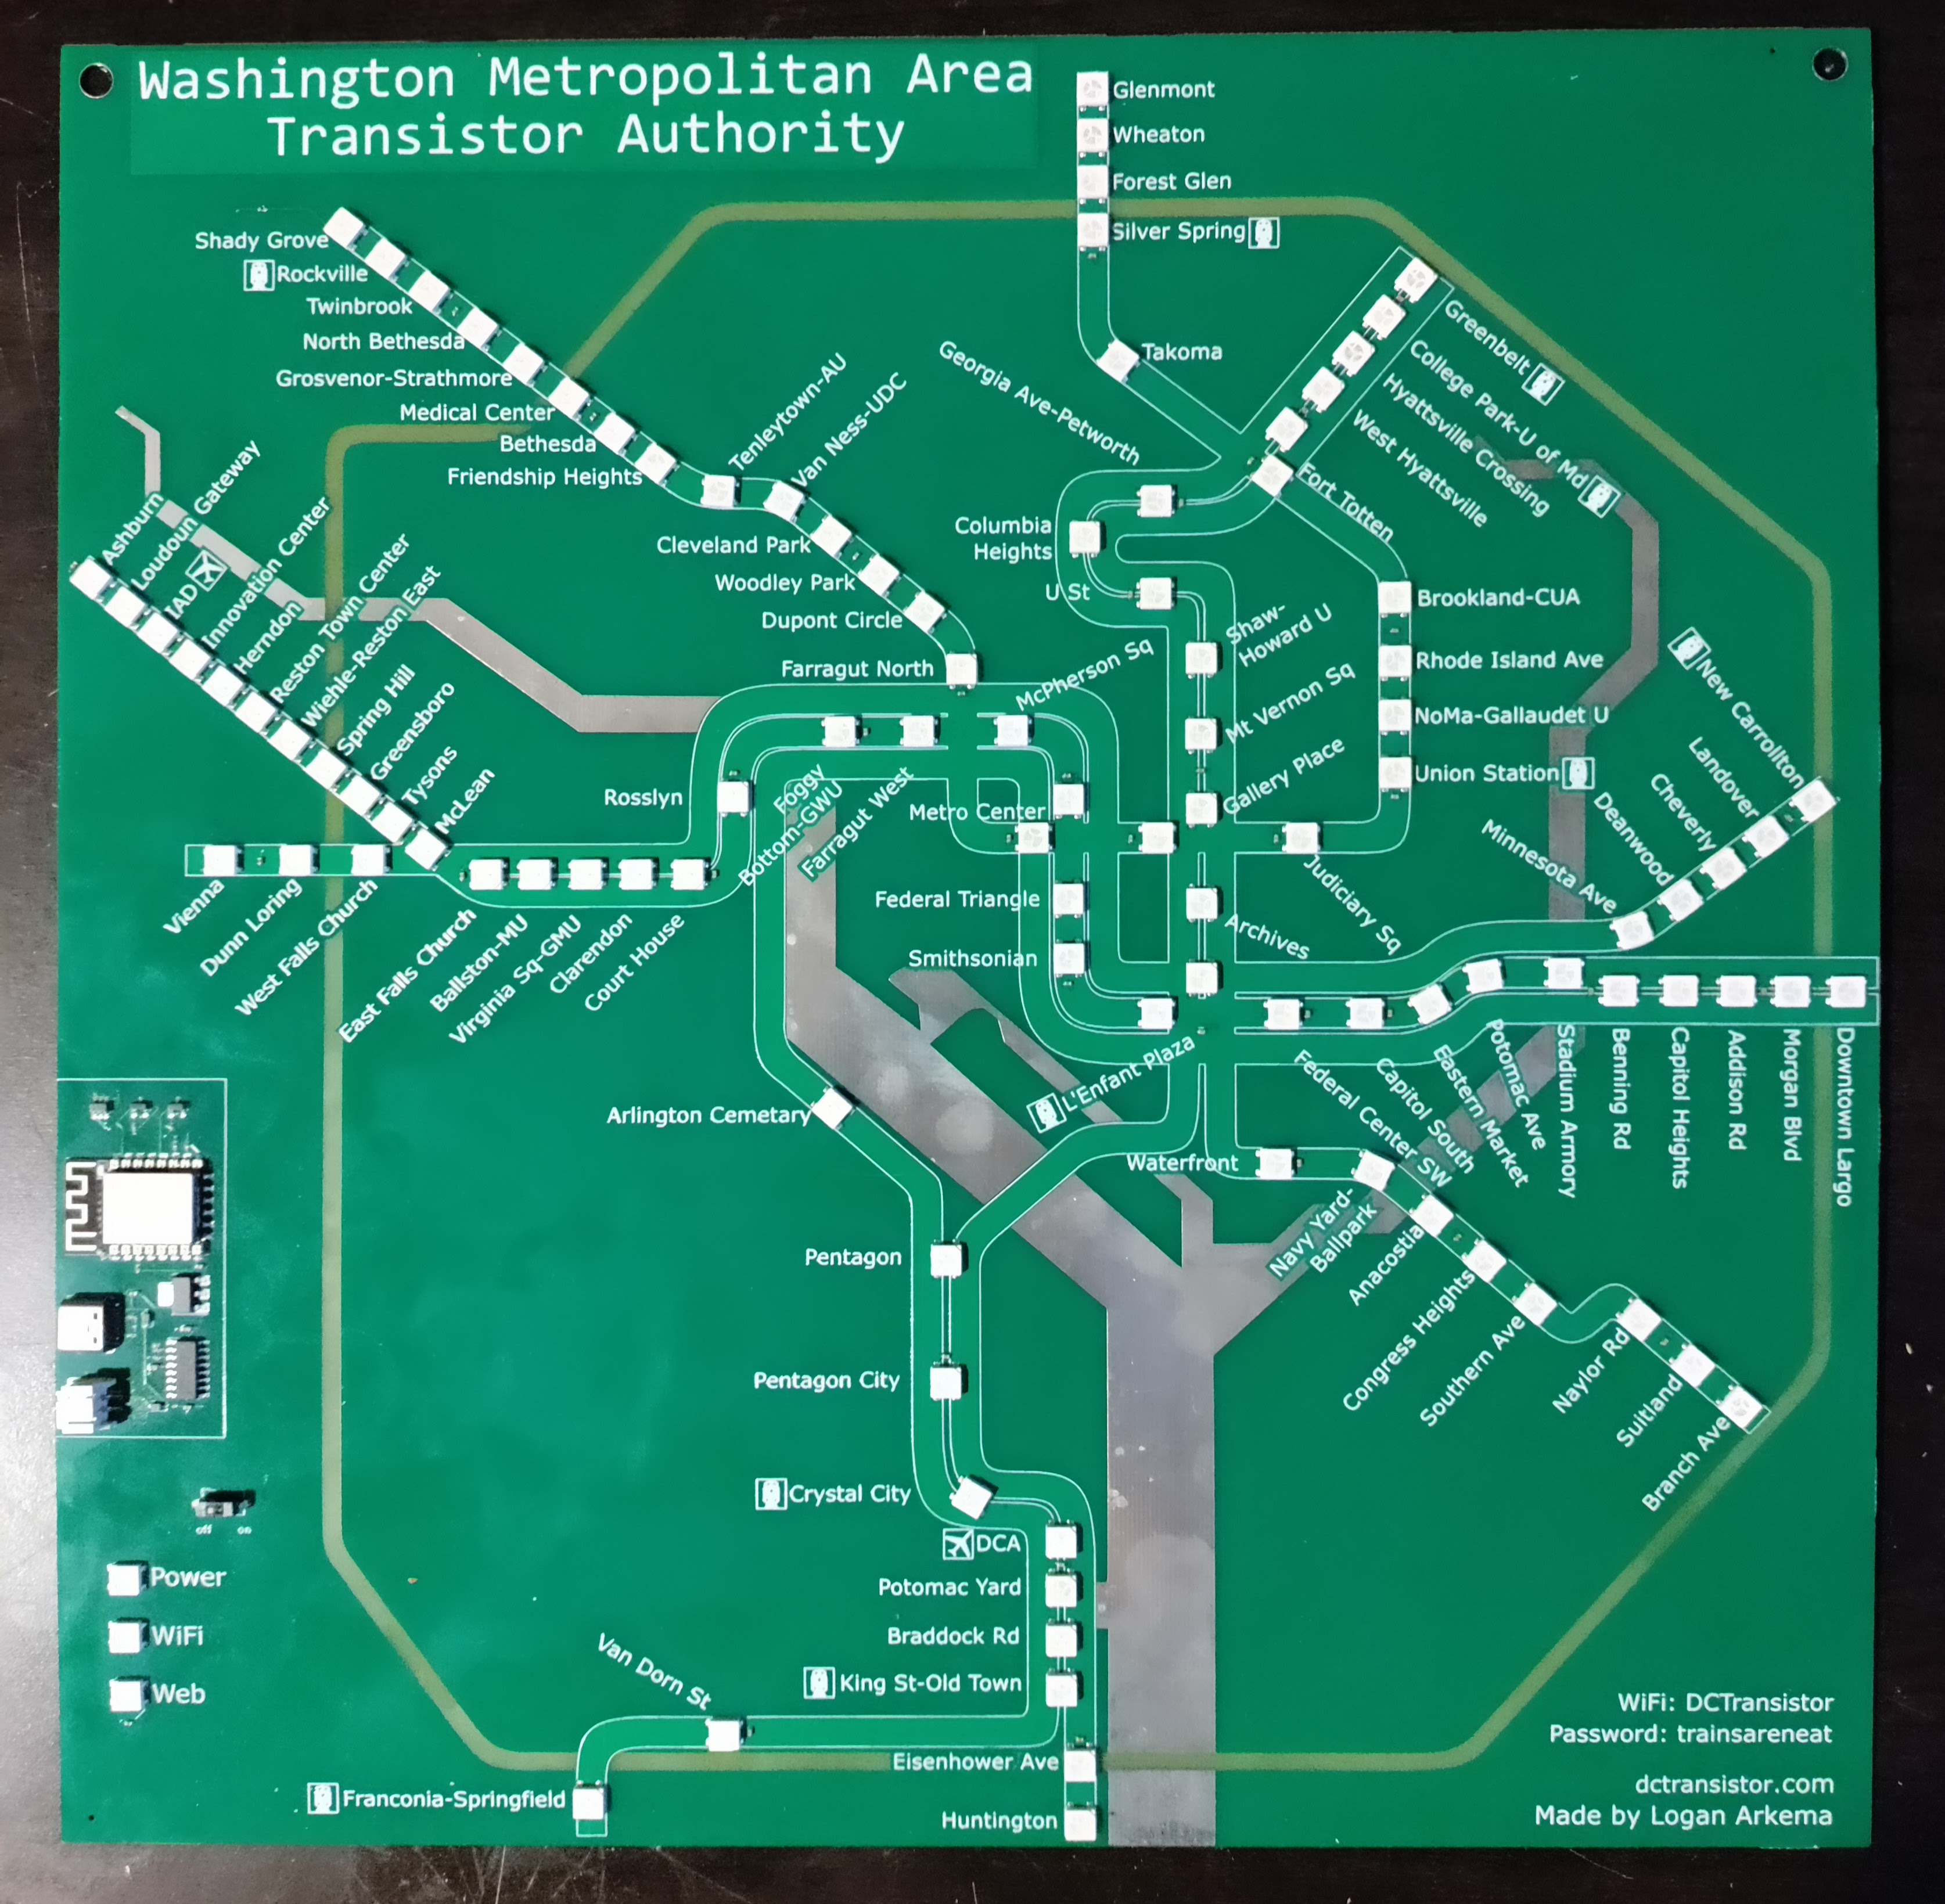 Washington Metropolitan Area
Transistor Authority
Glenmont
Wheaton
Forest Glen
Silver Spring
Takoma
Shady Grove
Rockville
Twinbrook
North Bethesda
Grosvenor-Strathmore
Medical Center
Bethesda
Friendship Heights
Tenleytown-AU
Van Ness-UDC
Cleveland Park
Woodley Park
Dupont Circle
Farragut North
Georgia Ave-Petworth
Columbia
Heights
U St
Shaw-
Howard U
Mt Vernon Sq
Gallery Place
Archives
Greenbelt
College Park-U of Md
Hyattsville Crossing
West Hyattsville
Fort Totten
Brookland-CUA
Rhode Island Ave
NoMa-Gallaudet U
Union Station
Judiciary Sq
Ashburn
Loudoun Gateway
IAD
Innovation Center
Herndon
Reston Town Center
Wiehle-Reston East
Spring Hill
Greensboro
Tysons
McLean
Vienna
Dunn Loring
West Falls Church
East Falls Church
Ballston-MU
Virginia Sq-GMU
Clarendon
Court House
Rosslyn
Foggy
Bottom-GWU
Farragut West
McPherson Sq
Metro Center
Federal Triangle
Smithsonian
L'Enfant Plaza
Federal Center SW
Capitol South
Eastern Market
Potomac Ave
Stadium Armory
Minnesota Ave
Deanwood
Cheverly
Landover
New Carrollton
Benning Rd
Capitol Heights
Addison Rd
Morgan Blvd
Downtown Largo
Arlington Cemetary
Pentagon
Pentagon City
Crystal City
DCA
Potomac Yard
Braddock Rd
King St-Old Town
Van Dorn St
Franconia-Springfield
Eisenhower Ave
Huntington
Waterfront
Navy Yard-
Ballpark
Anacostia
Congress Heights
Southern Ave
Naylor Rd
Suitland
Branch Ave
off on
Power
WiFi
Web
WiFi: DCTransistor
Password: trainsareneat
dctransistor.com
Made by Logan Arkema